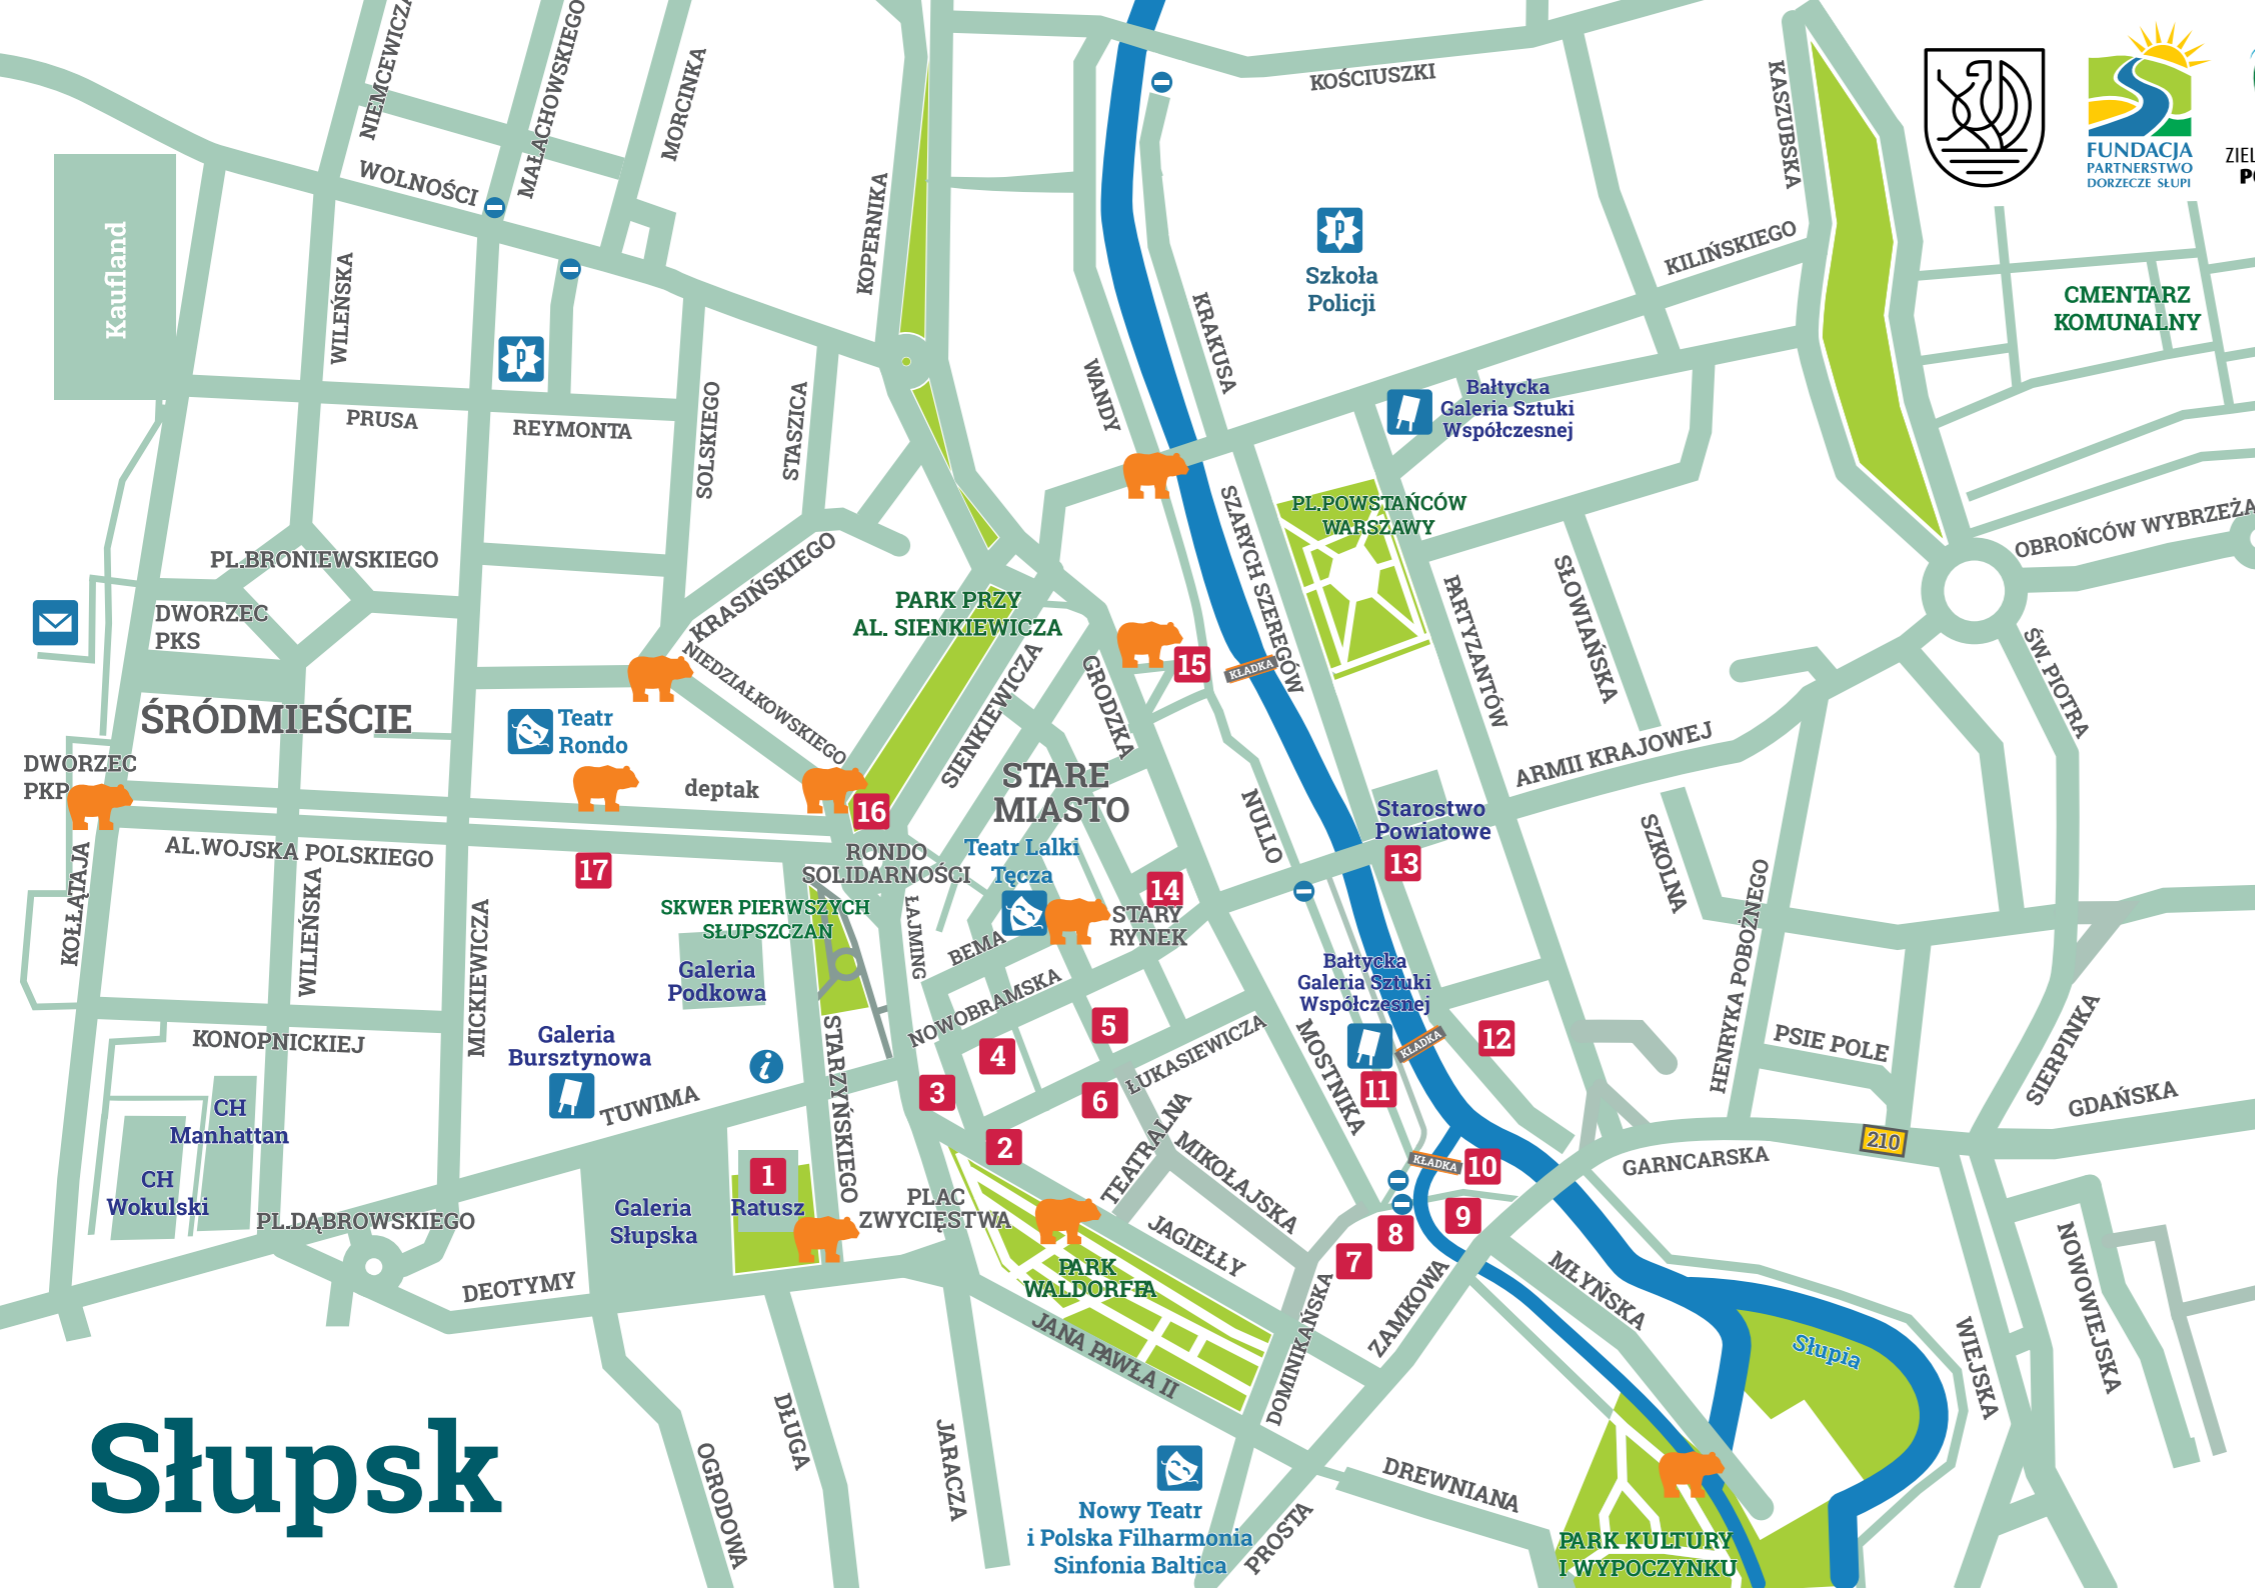 NIEMCEWICZA
MAŁACHOWSKIEGO
MORCINKA
WOLNOŚCI
KOPERNIKA
KOŚCIUSZKI
KASZUBSKA
FUNDACJA
PARTNERSTWO
DORZECZE SŁUPI
ZIEL
Kaufland
WILEŃSKA
KILIŃSKIEGO
Szkoła
Policji
P
P
CMENTARZ
KOMUNALNY
KRAKUSA
WANDY
PRUSA
REYMONTA
SOLSKIEGO
STASZICA
Bałtycka
Galeria Sztuki
Współczesnej
PL.POWSTAŃCÓW
WARSZAWY
SZARYCH SZEREGÓW
OBROŃCÓW WYBRZEŻA
PL.BRONIEWSKIEGO
KRASIŃSKIEGO
DWORZEC
PKS
PARK PRZY
AL. SIENKIEWICZA
PARTYZANTÓW
SŁOWIAŃSKA
ŚW. PIOTRA
NIEDZIAŁKOWSKIEGO
SIENKIEWICZA
GRODZKA
15
KŁADKA
ŚRÓDMIEŚCIE
Teatr
Rondo
DWORZEC
PKP
deptak
16
STARE
MIASTO
NULLO
ARMII KRAJOWEJ
Starostwo
Powiatowe
13
SZKOLNA
AL.WOJSKA POLSKIEGO
17
RONDO
SOLIDARNOŚCI
Teatr Lalki
Tęcza
14
STARY
RYNEK
KOŁŁĄTAJA
WILIEŃSKA
MICKIEWICZA
SKWER PIERWSZYCH
SŁUPSZCZAN
ŁAJMING
BEMA
HENRYKA POBOŻNEGO
Galeria
Podkowa
NOWOBRAMSKA
Bałtycka
Galeria Sztuki
Współczesnej
KONOPNICKIEJ
Galeria
Bursztynowa
i
STARZYŃSKIEGO
5
4
3
6
ŁUKASIEWICZA
MOSTNIKA
KŁADKA
12
11
PSIE POLE
SIERPINKA
GDAŃSKA
TUWIMA
CH
Manhattan
CH
Wokulski
2
TEATRALNA
MIKOŁAJSKA
KŁADKA
10
210
GARNCARSKA
1
Ratusz
PLAC
ZWYCIĘSTWA
Galeria
Słupska
PL.DĄBROWSKIEGO
DEOTYMY
JAGIEŁŁY
9
8
7
PARK
WALDORFFA
DOMINIKAŃSKA
ZAMKOWA
MŁYŃSKA
NOWOWIEJSKA
WIEJSKA
Słupia
JANA PAWŁA II
DŁUGA
OGRODOWA
JARACZA
Słupsk
Nowy Teatr
i Polska Filharmonia
Sinfonia Baltica
PROSTA
DREWNIANA
PARK KULTURY
I WYPOCZYNKU